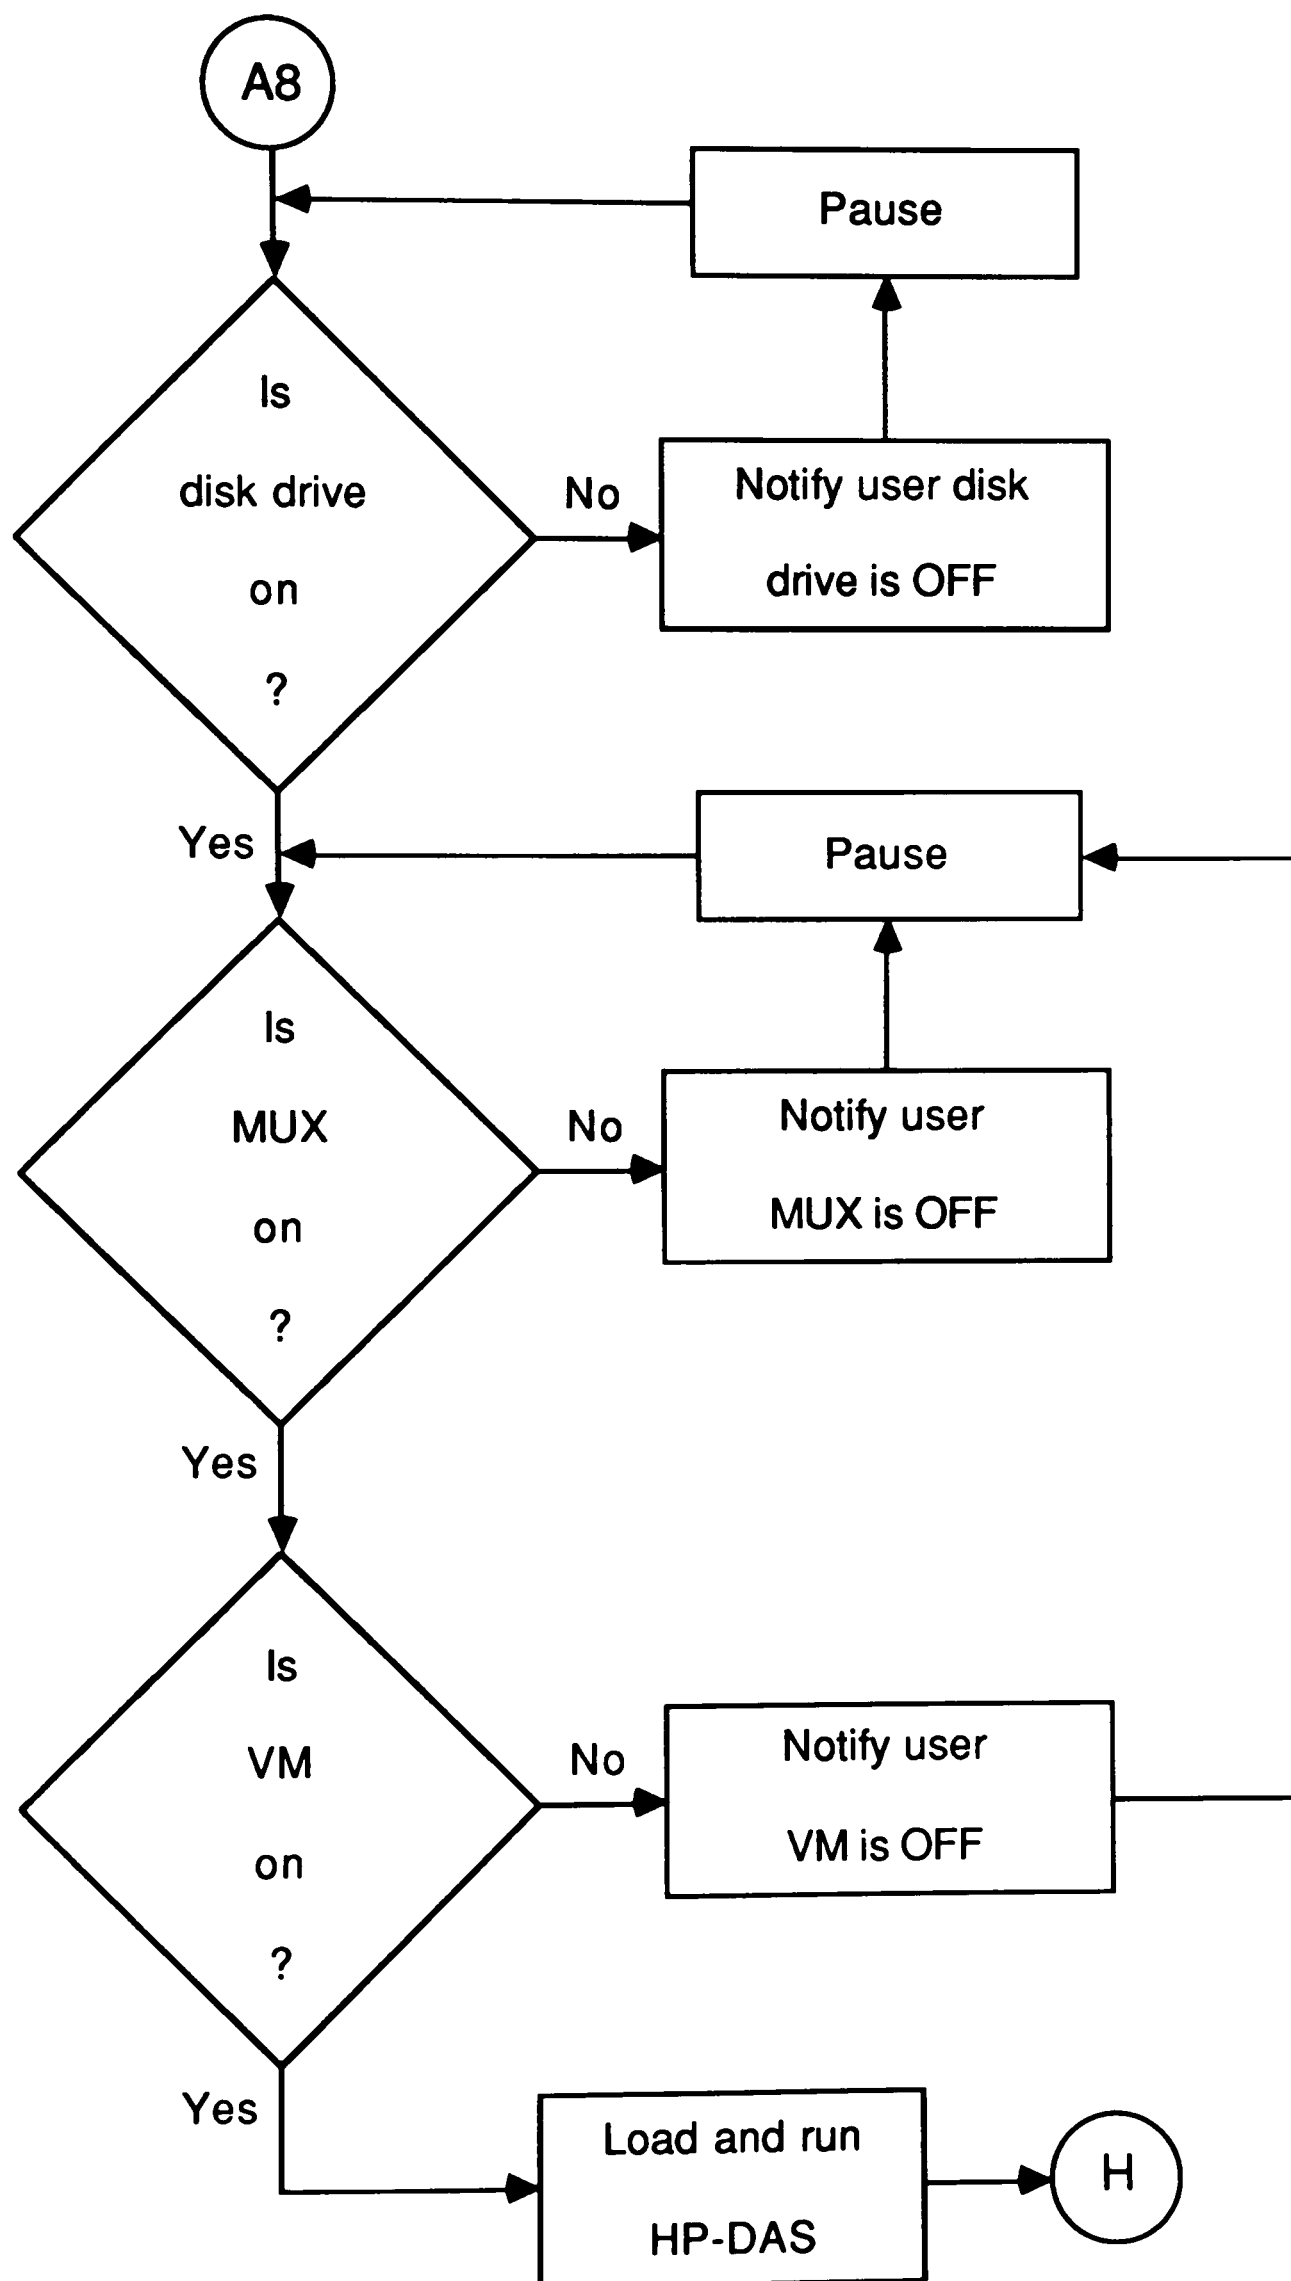 A8
Pause
Is
disk drive
on
?
No
Notify user disk
drive is OFF
Yes
Pause
Is
MUX
on
?
No
Notify user
MUX is OFF
Yes
Is
VM
on
?
No
Notify user
VM is OFF
Yes
Load and run
HP-DAS
H